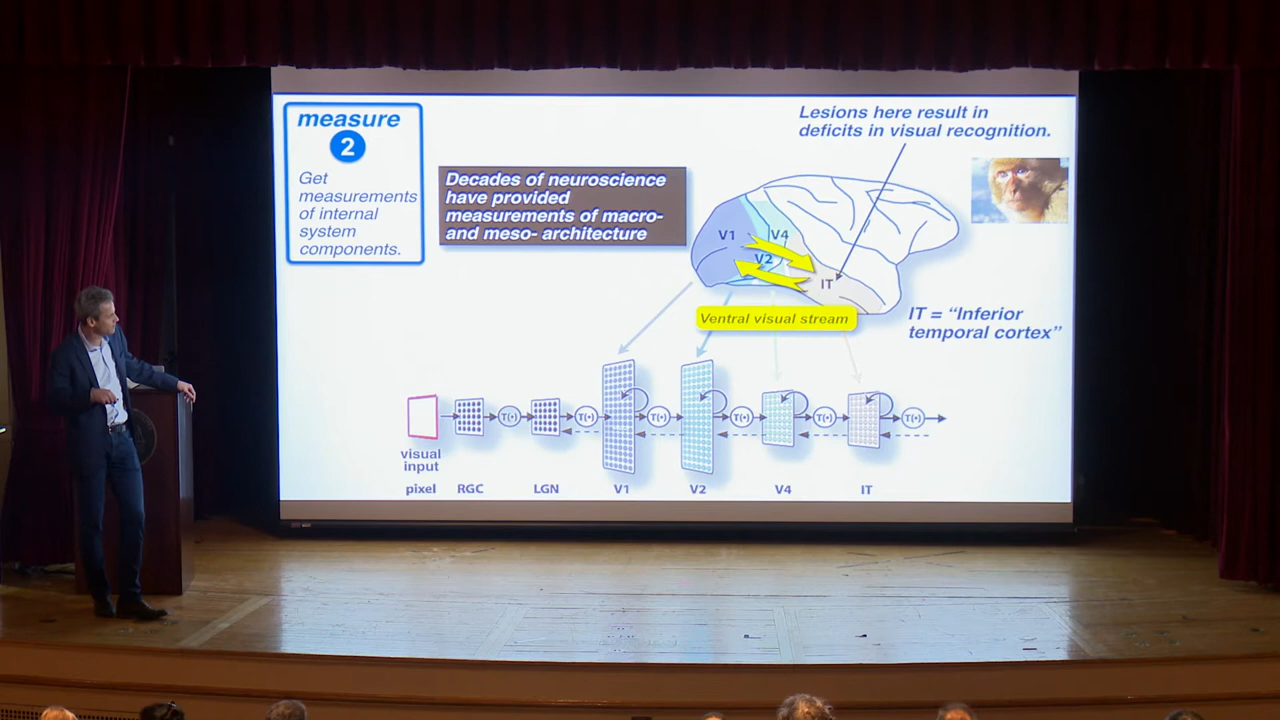 measure
2
Get
measurements
of internal
system
components.
Decades of neuroscience
have provided
measurements of macro-
and meso- architecture
Lesions here result in
deficits in visual recognition.
V1
V4
V2
IT
Ventral visual stream
IT = “Inferior
temporal cortex”
T(•) T(•) T(•) T(•) T(•) T(•)
visual
input
pixel RGC LGN V1 V2 V4 IT